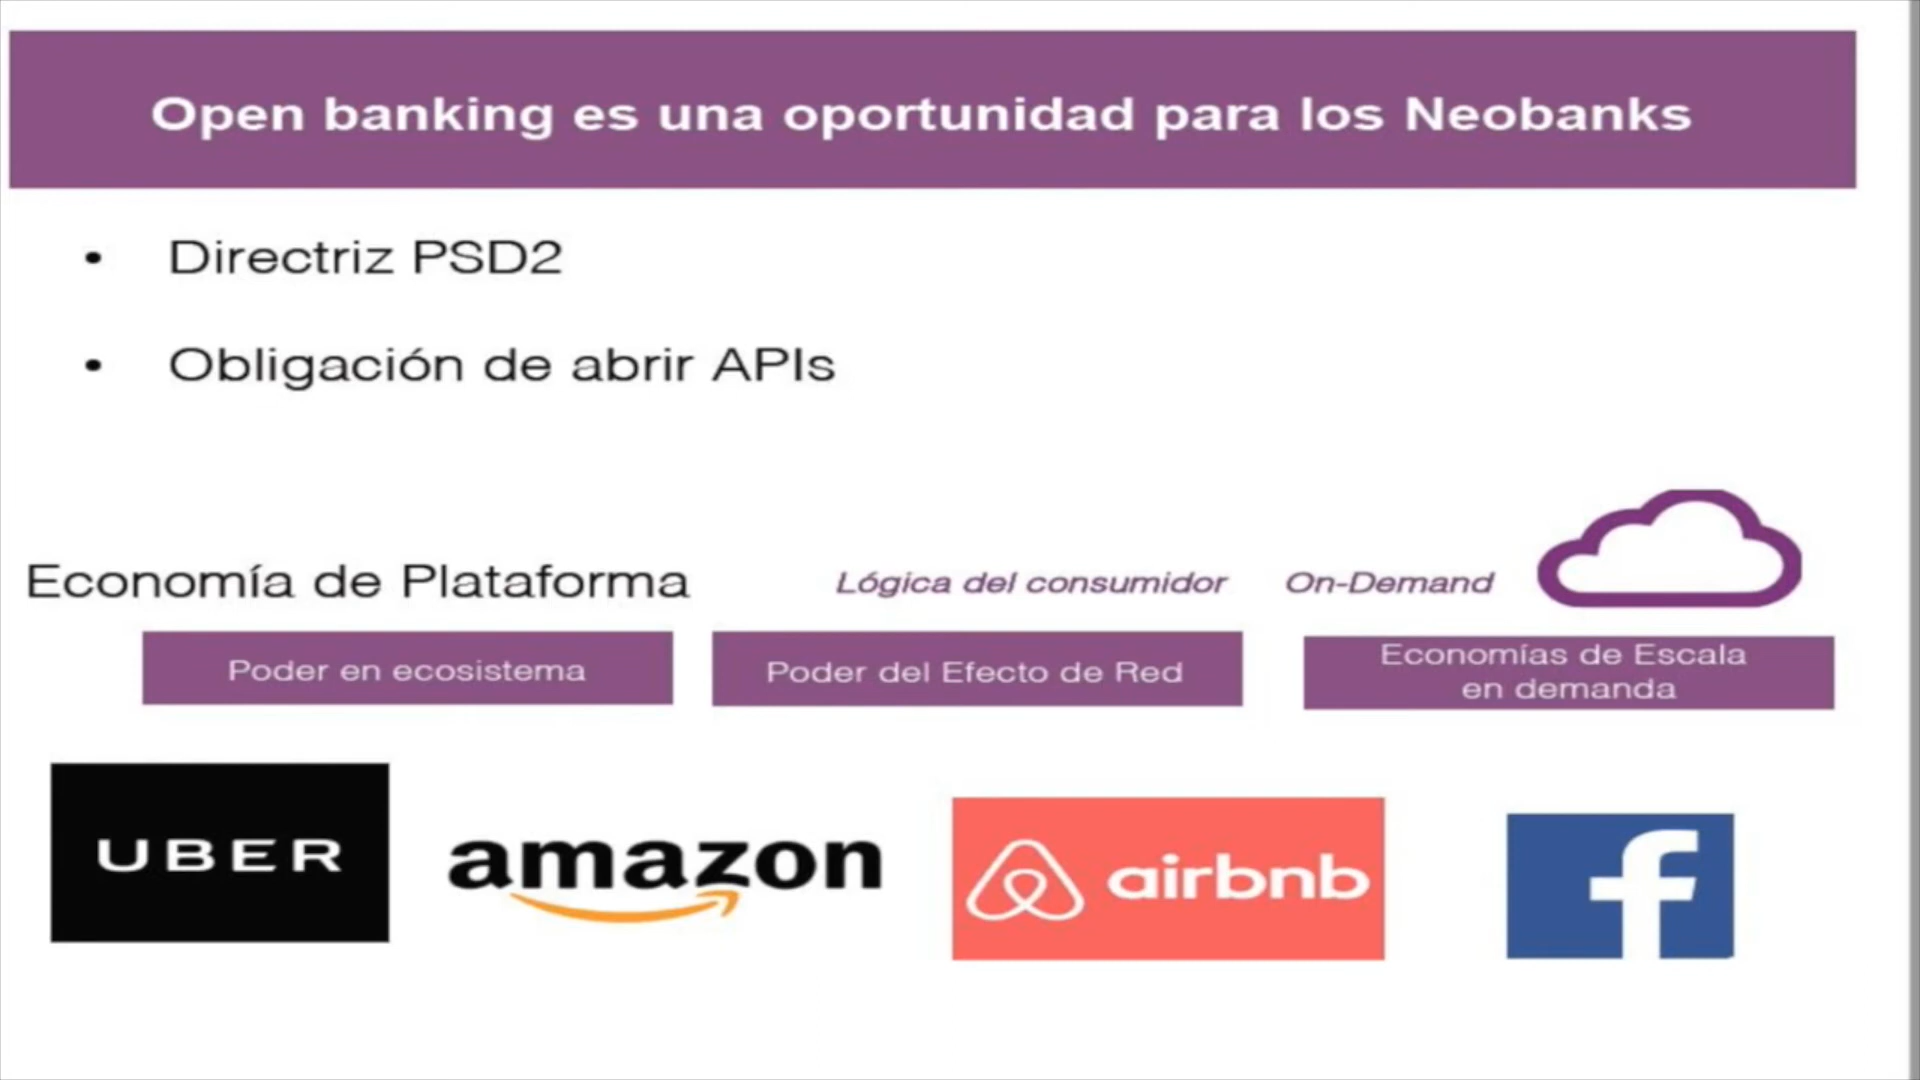 Open banking es una oportunidad para los Neobanks
• Directriz PSD2
• Obligación de abrir APIs
Economía de Plataforma
Lógica del consumidor
On-Demand
Poder en ecosistema
Poder del Efecto de Red
Economías de Escala
en demanda
UBER
amazon
airbnb
f